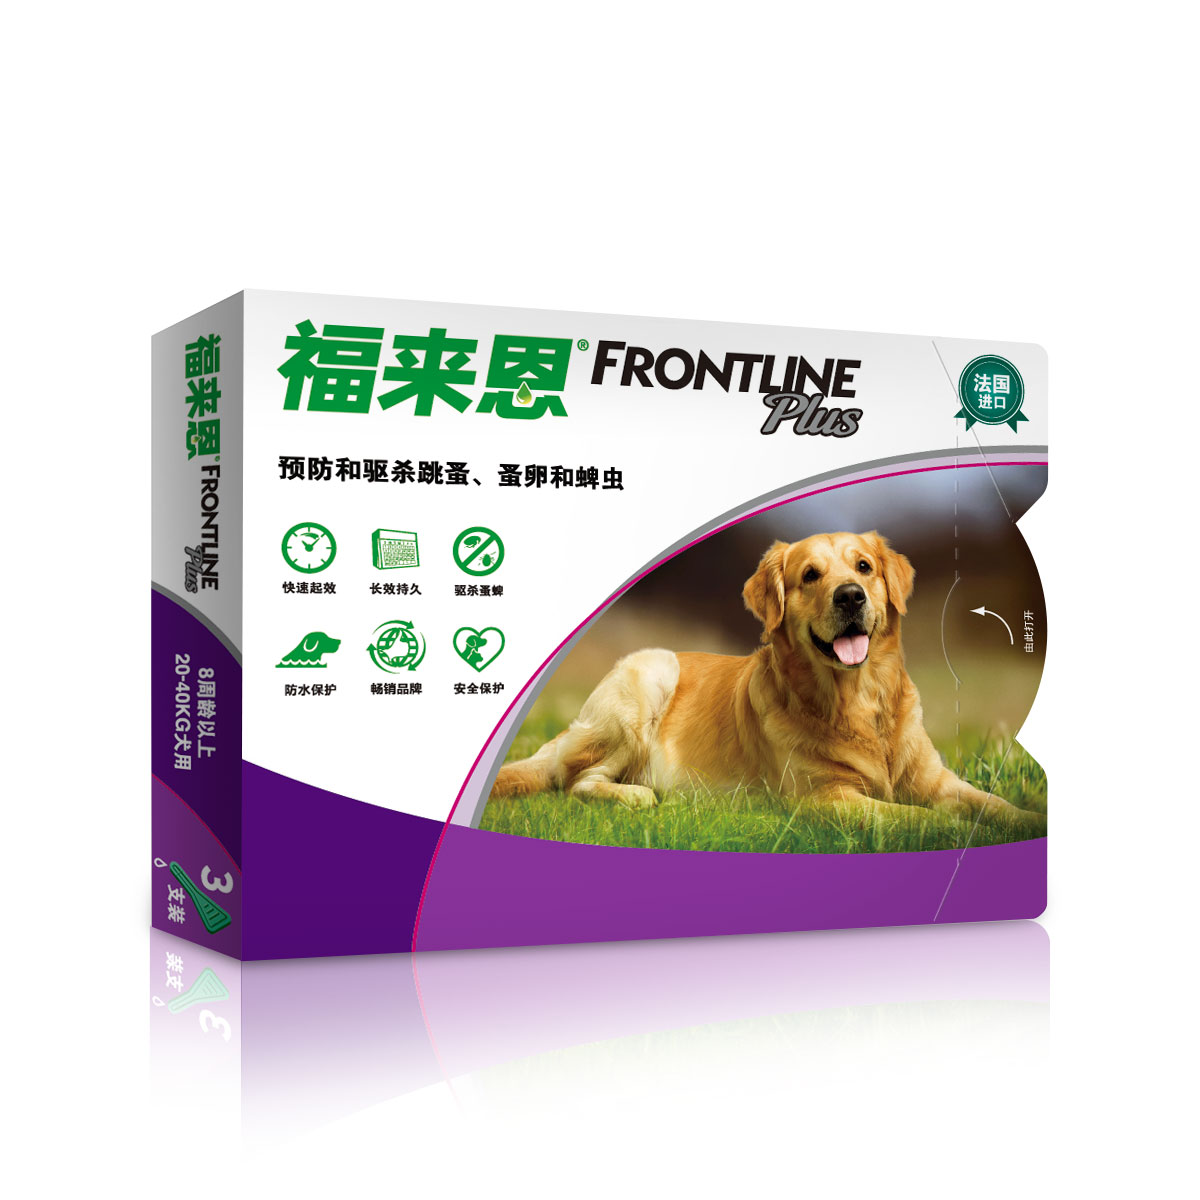 福来恩® FRONTLINE
Plus
法国
进口
预防和驱杀跳蚤、蚤卵和蜱虫
快速起效 长效持久 驱杀蚤蜱
防水保护 畅销品牌 安全保护
由此打开
福来恩® FRONTLINE
Plus
8周龄以上
20-40KG犬用
3
支装